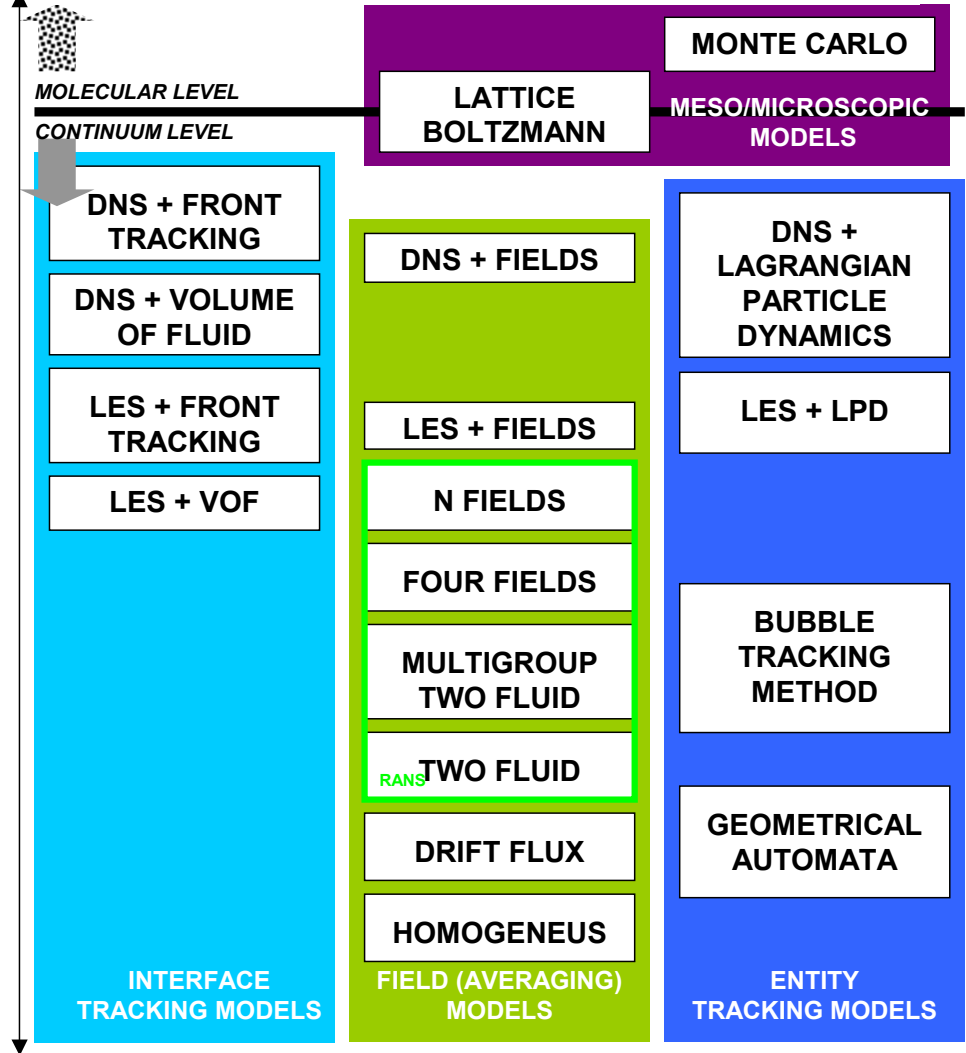 MONTE CARLO
MOLECULAR LEVEL
LATTICE
BOLTZMANN
MESO/MICROSCOPIC
MODELS
CONTINUUM LEVEL
DNS + FRONT
TRACKING
DNS + VOLUME
OF FLUID
LES + FRONT
TRACKING
LES + VOF
INTERFACE
TRACKING MODELS
DNS + FIELDS
LES + FIELDS
N FIELDS
FOUR FIELDS
MULTIGROUP
TWO FLUID
RANS TWO FLUID
DRIFT FLUX
HOMOGENEUS
FIELD (AVERAGING)
MODELS
DNS +
LAGRANGIAN
PARTICLE
DYNAMICS
LES + LPD
BUBBLE
TRACKING
METHOD
GEOMETRICAL
AUTOMATA
ENTITY
TRACKING MODELS